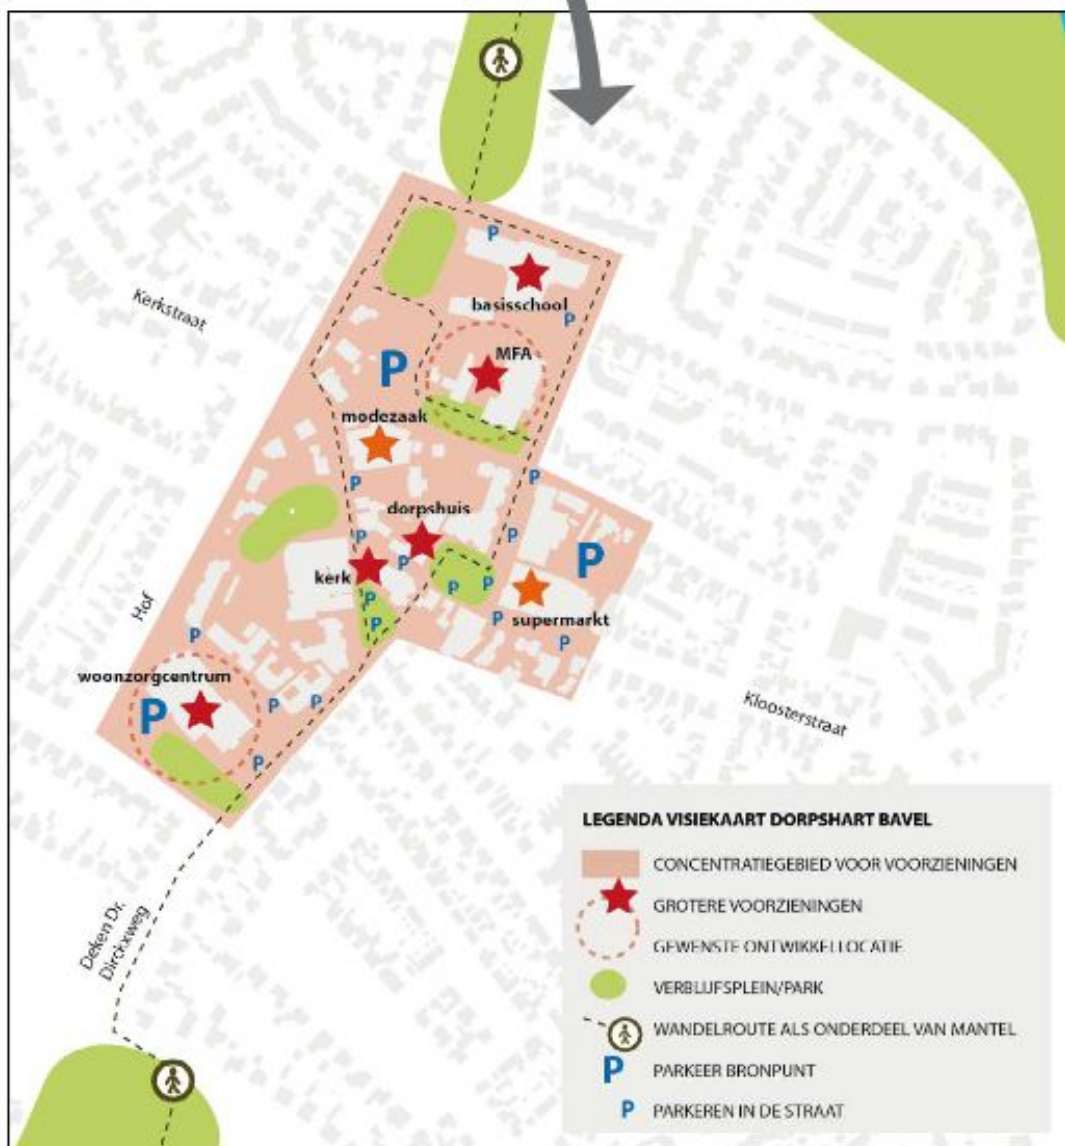 P
basisschool
P
Kerkstraat
MFA
P
modezaak
P
P
dorpshuis
P
P
P
P
kerk
P
P
P
P
supermarkt
P
P
Hof
P
woonzorgcentrum
P
P
P
P
Kloosterstraat
Deken Dr.
Dirckxweg
LEGENDA VISIEKAART DORPSHART BAVEL
CONCENTRATIEGEBIED VOOR VOORZIENINGEN
GROTERE VOORZIENINGEN
GEWENSTE ONTWIKKELLOCATIE
VERBLIJFSPLEIN/PARK
WANDELROUTE ALS ONDERDEEL VAN MANTEL
P PARKEER BRONPUNT
P PARKEREN IN DE STRAAT